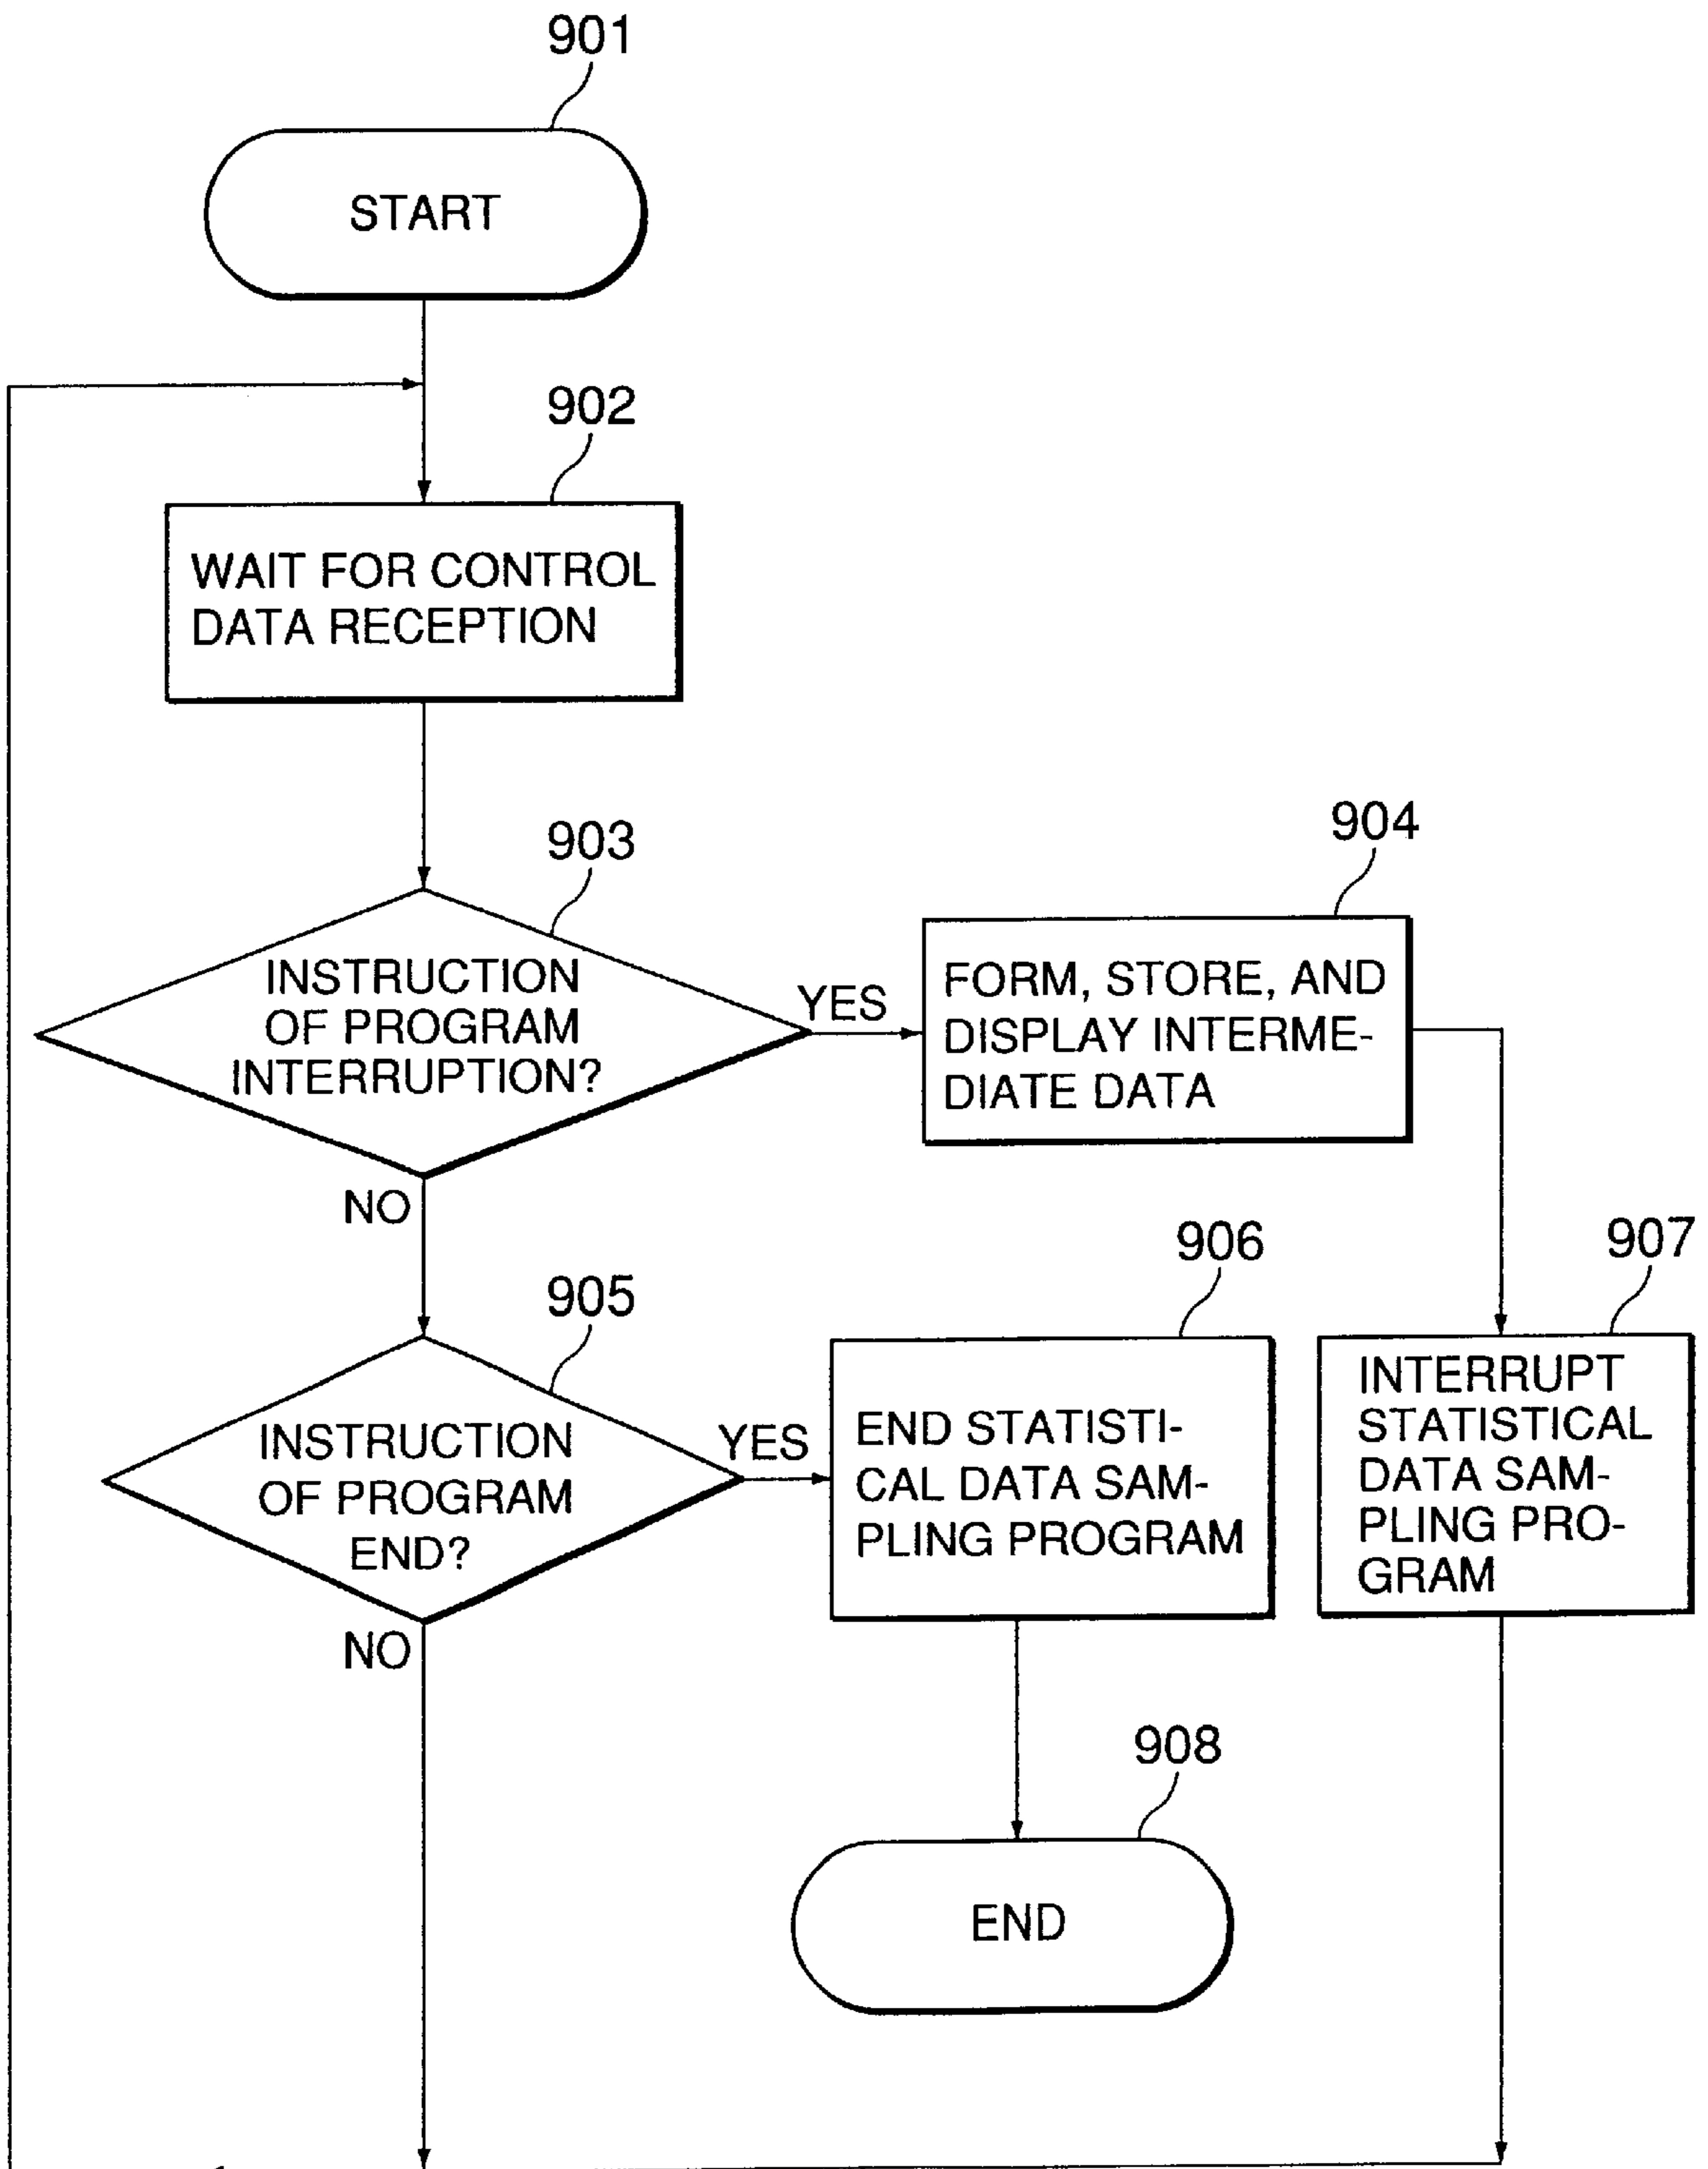 901
START
902
WAIT FOR CONTROL
DATA RECEPTION
903
INSTRUCTION
OF PROGRAM
INTERRUPTION?
YES
NO
904
FORM, STORE, AND
DISPLAY INTERME-
DIATE DATA
905
INSTRUCTION
OF PROGRAM
END?
YES
NO
906
END STATISTI-
CAL DATA SAM-
PLING PROGRAM
907
INTERRUPT
STATISTICAL
DATA SAM-
PLING PRO-
GRAM
908
END